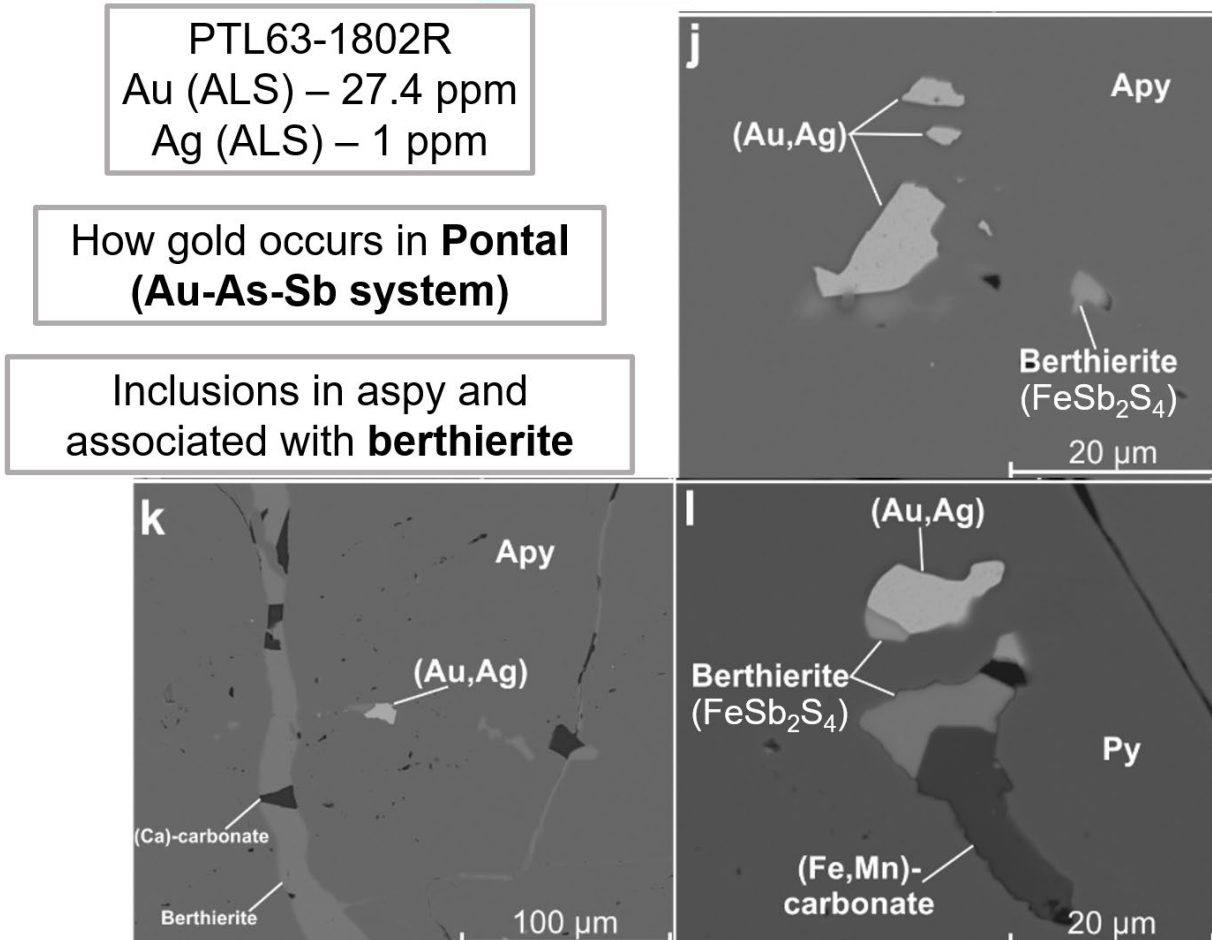 PTL63-1802R
Au (ALS) – 27.4 ppm
Ag (ALS) – 1 ppm
How gold occurs in Pontal
(Au-As-Sb system)
Inclusions in aspy and
associated with berthierite
j
Apy
(Au,Ag)
Berthierite
(FeSb₂S₄)
20 µm
k
Apy
(Au,Ag)
(Ca)-carbonate
Berthierite
100 µm
l
(Au,Ag)
Berthierite
(FeSb₂S₄)
Py
(Fe,Mn)-
carbonate
20 µm